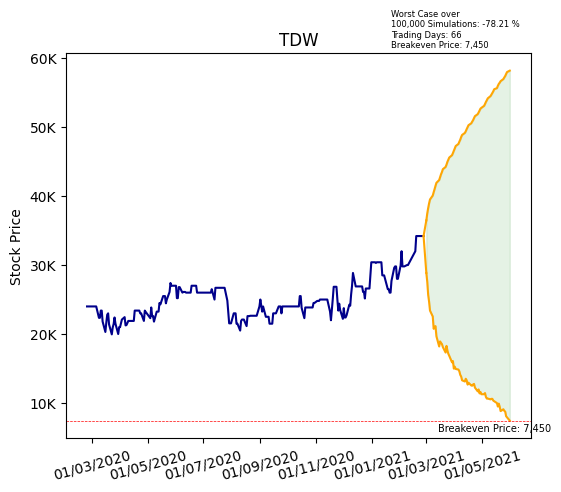 Worst Case over
100,000 Simulations: -78.21 %
Trading Days: 66
Breakeven Price: 7,450
TDW
60K
50K
40K
30K
20K
10K
Stock Price
Breakeven Price: 7,450
01/03/2020
01/05/2020
01/07/2020
01/09/2020
01/11/2020
01/01/2021
01/03/2021
01/05/2021